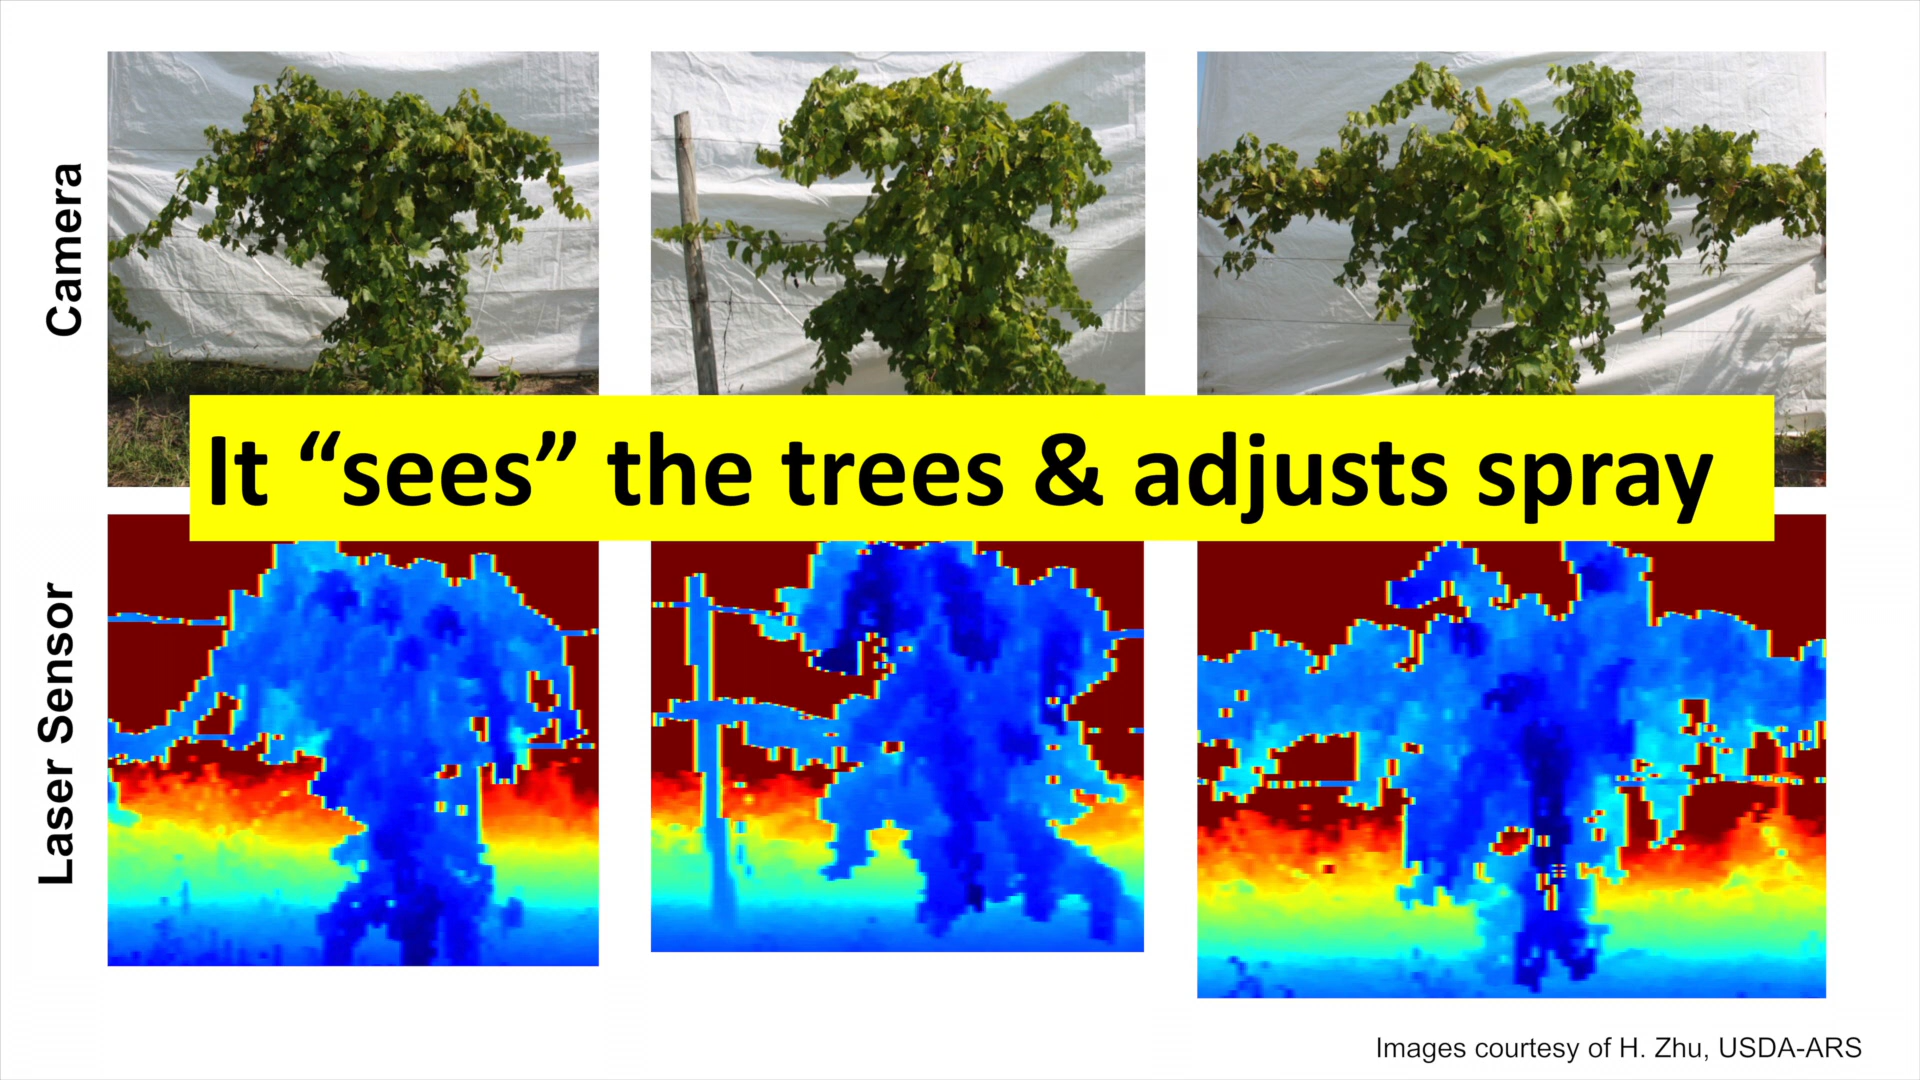 Camera
It “sees” the trees & adjusts spray
Laser Sensor
Images courtesy of H. Zhu, USDA-ARS